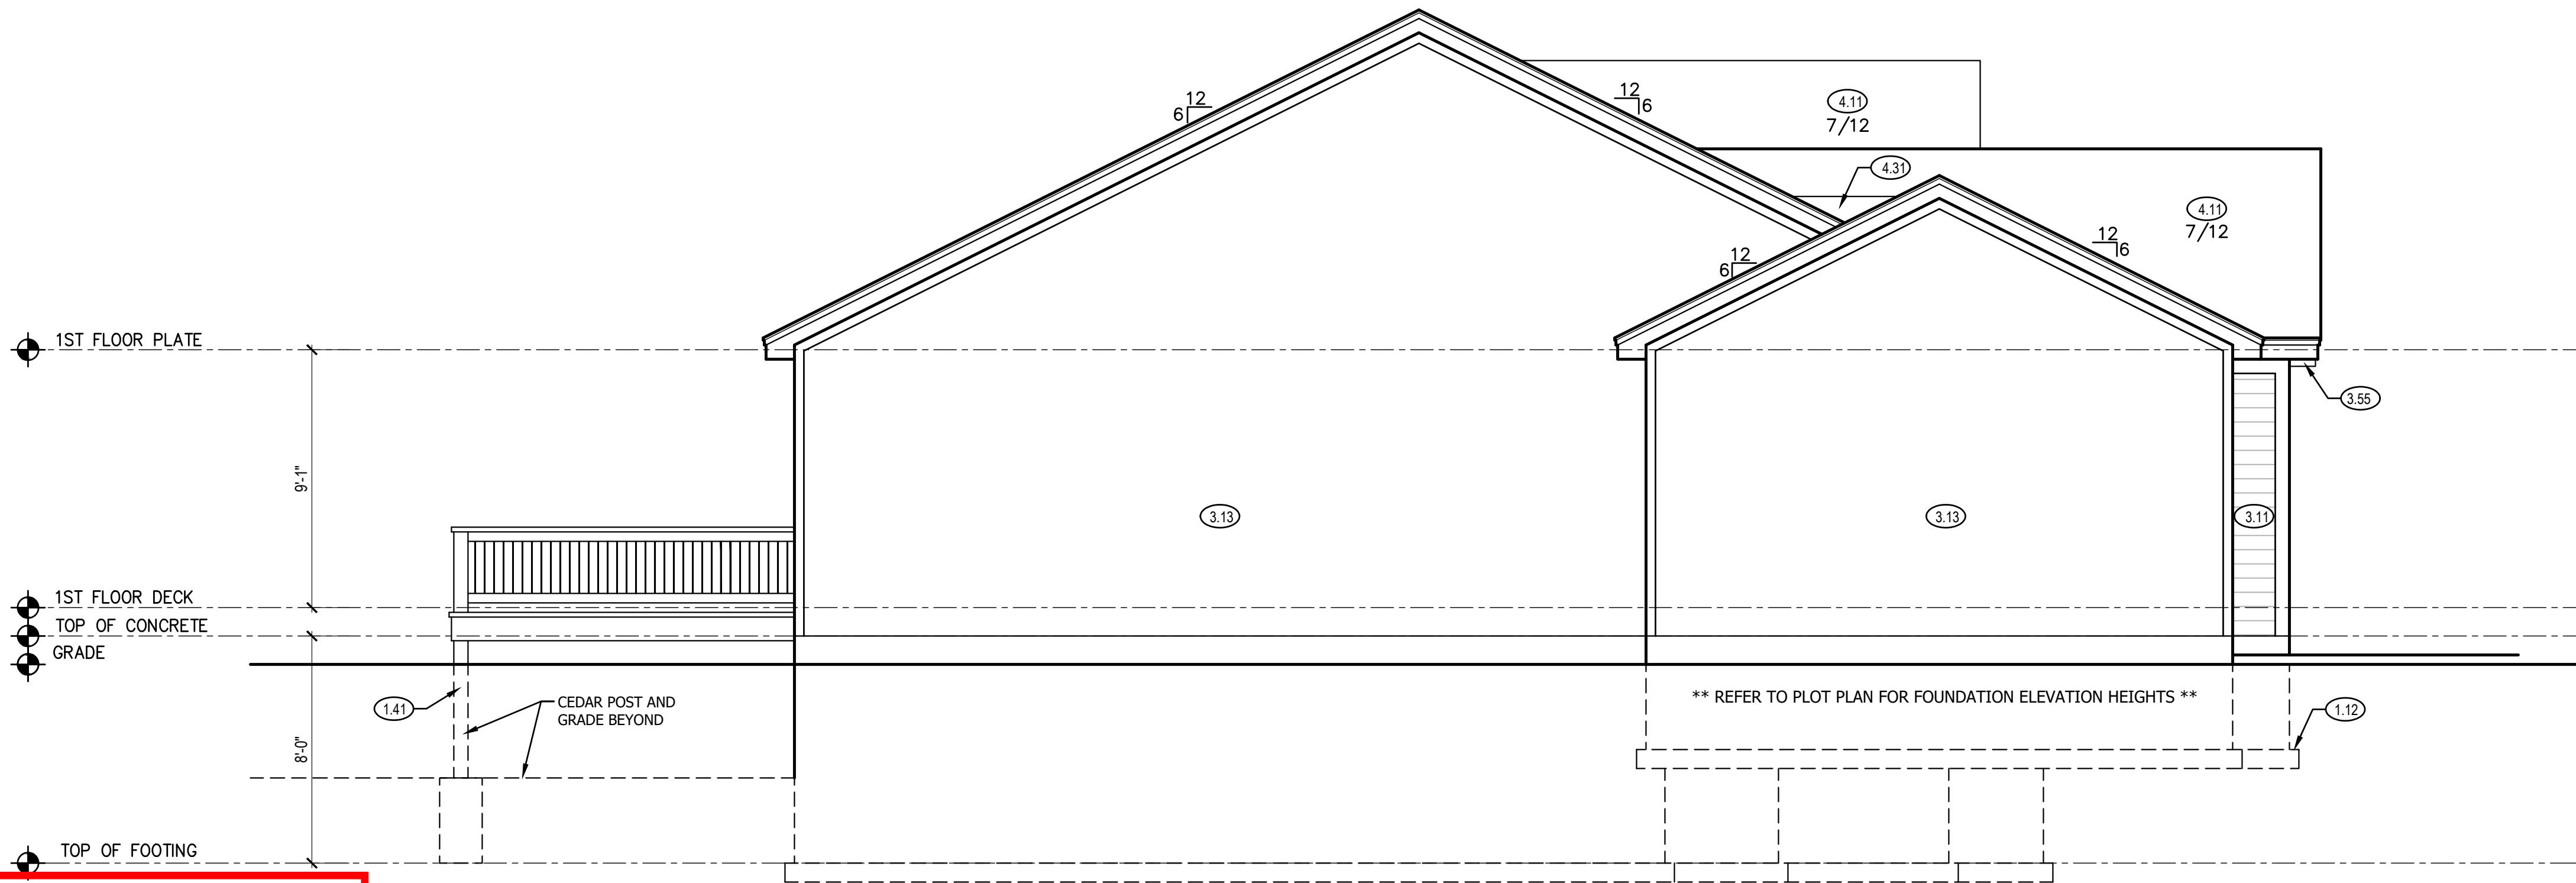 12
6
12
6
4.11
7/12
4.31
4.11
7/12
12
6
12
6
1ST FLOOR PLATE
3.55
9'-1"
3.13
3.13
3.11
1ST FLOOR DECK
TOP OF CONCRETE
GRADE
1.41
CEDAR POST AND
GRADE BEYOND
** REFER TO PLOT PLAN FOR FOUNDATION ELEVATION HEIGHTS **
1.12
8'-0"
TOP OF FOOTING